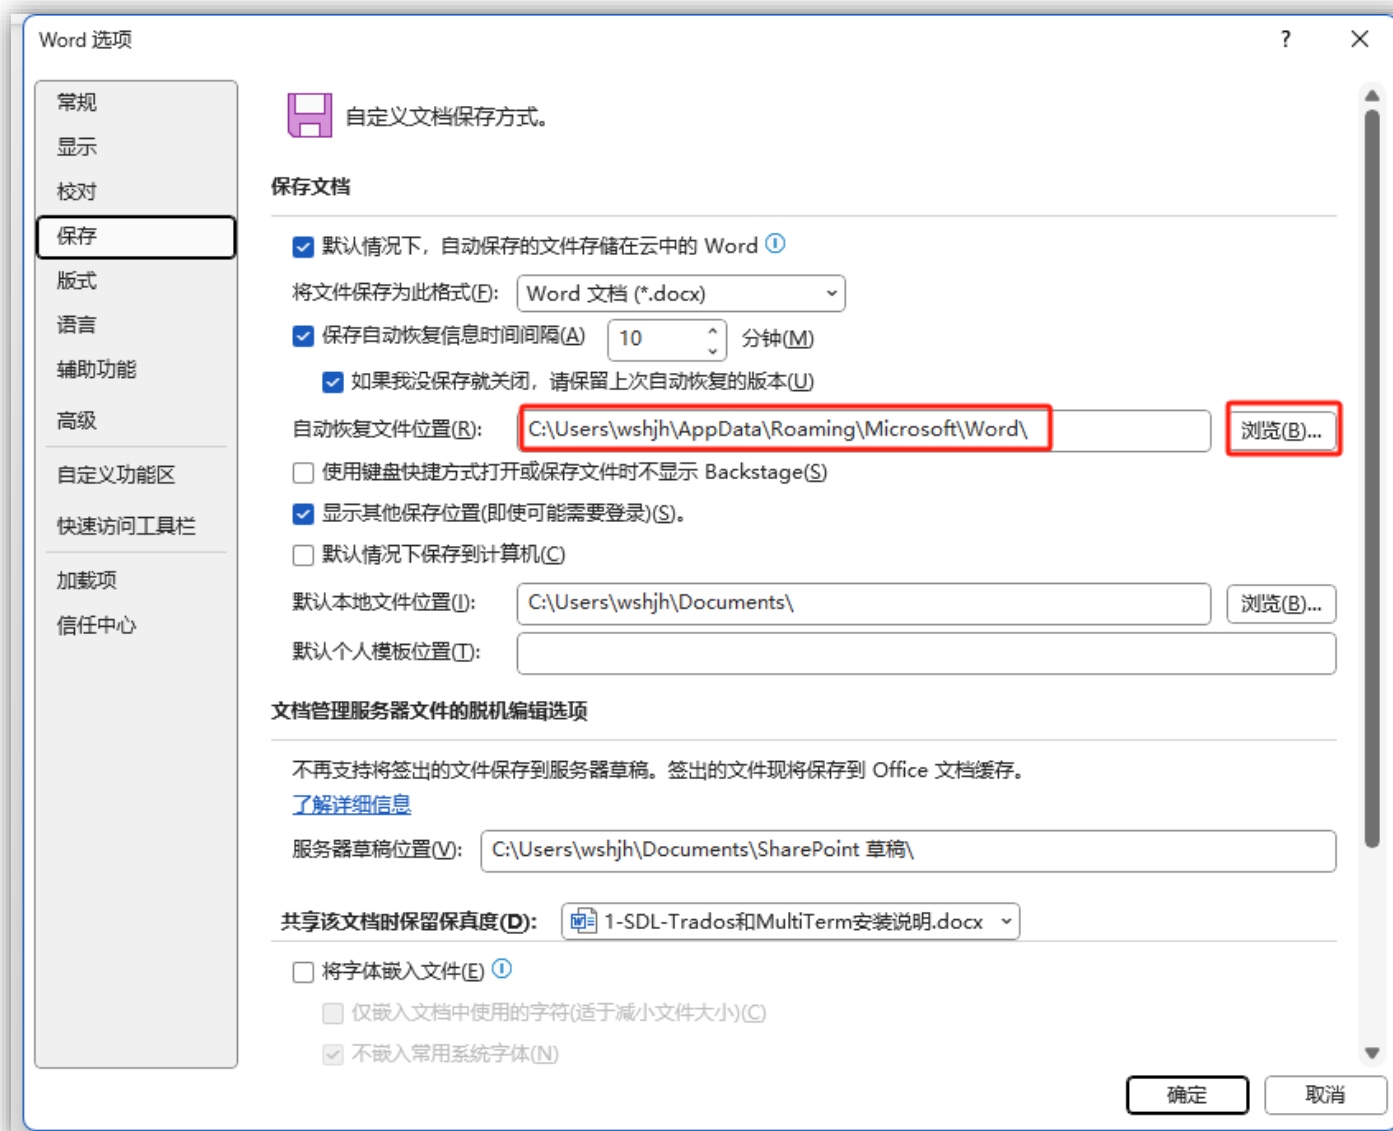 Word 选项
?
常规
显示
校对
保存
版式
语言
辅助功能
高级
自定义功能区
快速访问工具栏
加载项
信任中心
自定义文档保存方式。
保存文档
默认情况下，自动保存的文件存储在云中的 Word
将文件保存为此格式(F): Word 文档 (*.docx)
保存自动恢复信息时间间隔(A) 10 分钟(M)
如果我没保存就关闭，请保留上次自动恢复的版本(U)
自动恢复文件位置(R): C:\Users\wshjh\AppData\Roaming\Microsoft\Word\ 浏览(B)...
使用键盘快捷方式打开或保存文件时不显示 Backstage(S)
显示其他保存位置(即使可能需要登录)(S)。
默认情况下保存到计算机(C)
默认本地文件位置(I): C:\Users\wshjh\Documents\ 浏览(B)...
默认个人模板位置(T):
文档管理服务器文件的脱机编辑选项
不再支持将签出的文件保存到服务器草稿。签出的文件现将保存到 Office 文档缓存。
了解详细信息
服务器草稿位置(V): C:\Users\wshjh\Documents\SharePoint 草稿\
共享该文档时保留保真度(D): 1-SDL-Trados和MultiTerm安装说明.docx
将字体嵌入文件(E)
仅嵌入文档中使用的字符(适于减小文件大小)(C)
不嵌入常用系统字体(N)
确定 取消